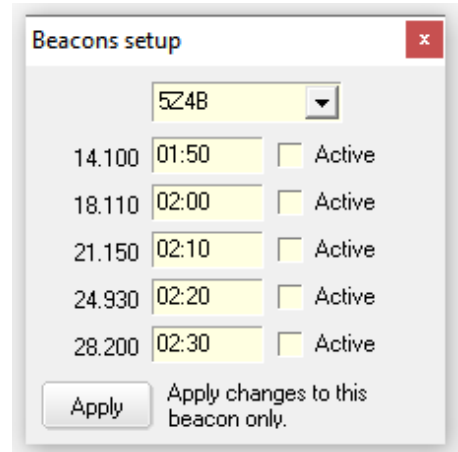 Beacons setup x
5Z4B
14.100 01:50 Active
18.110 02:00 Active
21.150 02:10 Active
24.930 02:20 Active
28.200 02:30 Active
Apply Apply changes to this
beacon only.